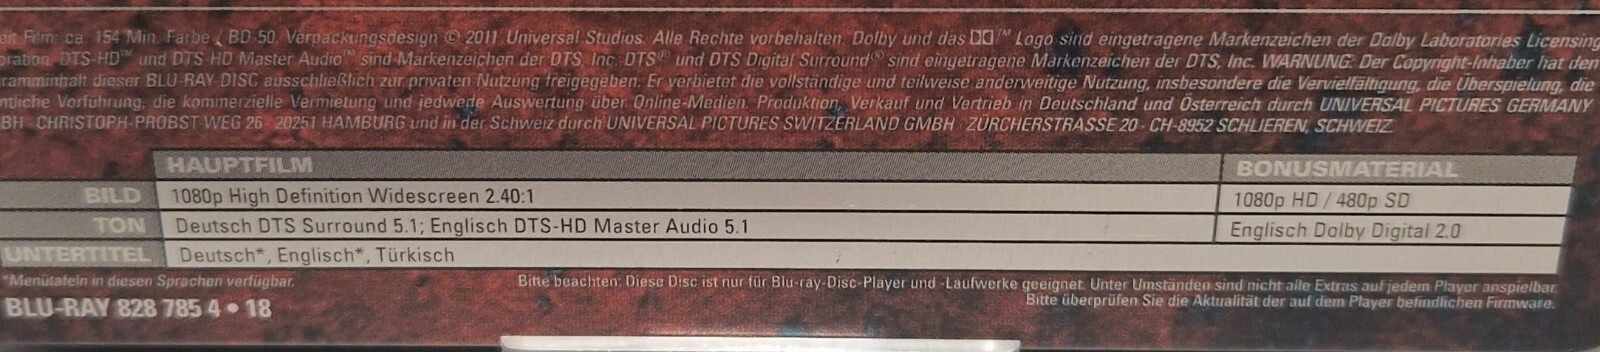 eit Film: ca. 154 Min. Farbe / BD 50. Verpackungsdesign © 2011 Universal Studios. Alle Rechte vorbehalten. Dolby und das ™ Logo sind eingetragene Markenzeichen der Dolby Laboratories Licensing
oration. DTS-HD™ und DTS-HD Master Audio™ sind Markenzeichen der DTS, Inc. DTS® und DTS Digital Surround® sind eingetragene Markenzeichen der DTS, Inc. WARNUNG: Der Copyright-Inhaber hat den
ramminhalt dieser BLU-RAY-DISC ausschließlich zur privaten Nutzung freigegeben. Er verbietet die vollständige und teilweise anderweitige Nutzung, insbesondere die Vervielfältigung, die Überspielung, die
ntliche Vorführung, die kommerzielle Vermietung und jedwede Auswertung über Online-Medien. Produktion, Verkauf und Vertrieb in Deutschland und Österreich durch UNIVERSAL PICTURES GERMANY
BH · CHRISTOPH-PROBST-WEG 26 · 20251 HAMBURG und in der Schweiz durch UNIVERSAL PICTURES SWITZERLAND GMBH · ZÜRCHERSTRASSE 20 · CH-8952 SCHLIEREN, SCHWEIZ.
HAUPTFILM BONUSMATERIAL
BILD 1080p High Definition Widescreen 2.40:1 1080p HD / 480p SD
TON Deutsch DTS Surround 5.1; Englisch DTS-HD Master Audio 5.1 Englisch Dolby Digital 2.0
UNTERTITEL Deutsch*, Englisch*, Türkisch
*Menütafeln in diesen Sprachen verfügbar. Bitte beachten: Diese Disc ist nur für Blu-ray-Disc-Player und -Laufwerke geeignet. Unter Umständen sind nicht alle Extras auf jedem Player anspielbar.
Bitte überprüfen Sie die Aktualität der auf dem Player befindlichen Firmware.
BLU-RAY 828 785 4 • 18